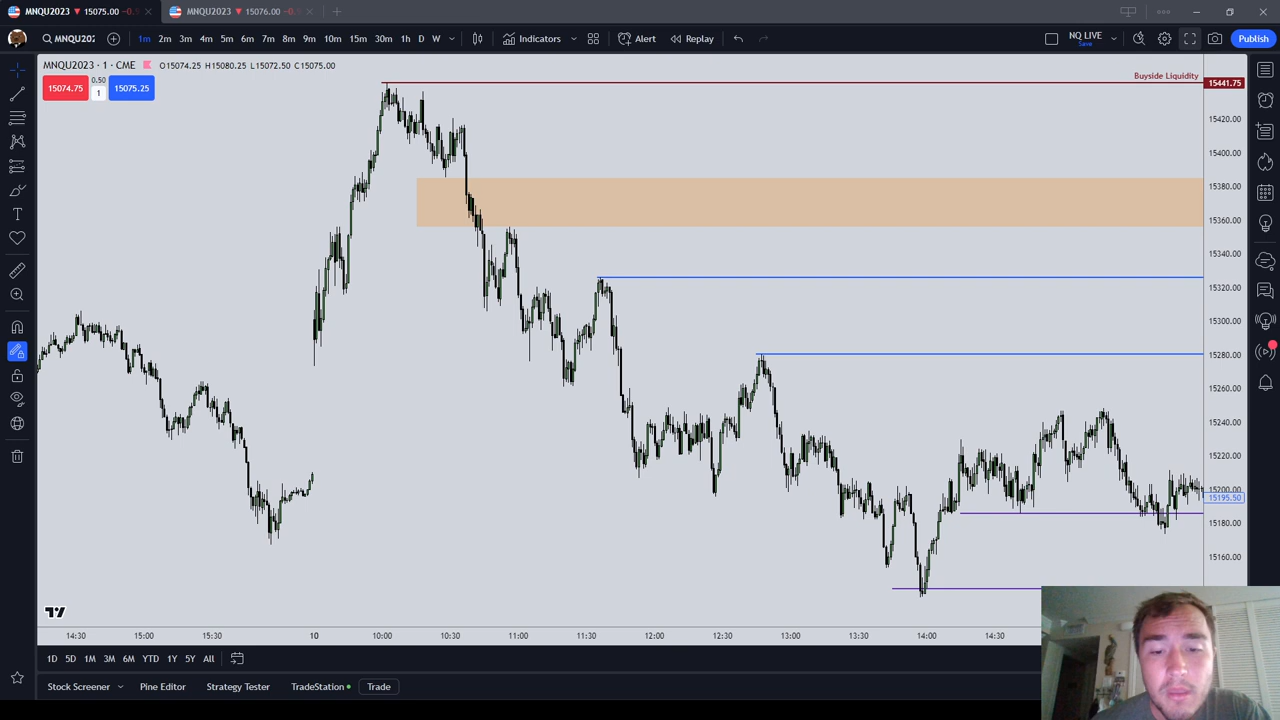 MNQU2023 ▼ 15075.00 −0.
MNQU2023 ▼ 15076.00 −0.
MNQU202
1m 2m 3m 4m 5m 6m 7m 8m 9m 10m 15m 30m 1h D W
Indicators
Alert
Replay
NQ LIVE
Save
Publish
MNQU2023 · 1 · CME O15074.25 H15080.25 L15072.50 C15075.00
15074.75
0.50
1
15075.25
Buyside Liquidity
15441.75
15420.00
15400.00
15380.00
15360.00
15340.00
15320.00
15300.00
15280.00
15260.00
15240.00
15220.00
15200.00
15195.50
15180.00
15160.00
14:30 15:00 15:30 10 10:00 10:30 11:00 11:30 12:00 12:30 13:00 13:30 14:00 14:30
1D 5D 1M 3M 6M YTD 1Y 5Y All
Stock Screener Pine Editor Strategy Tester TradeStation Trade